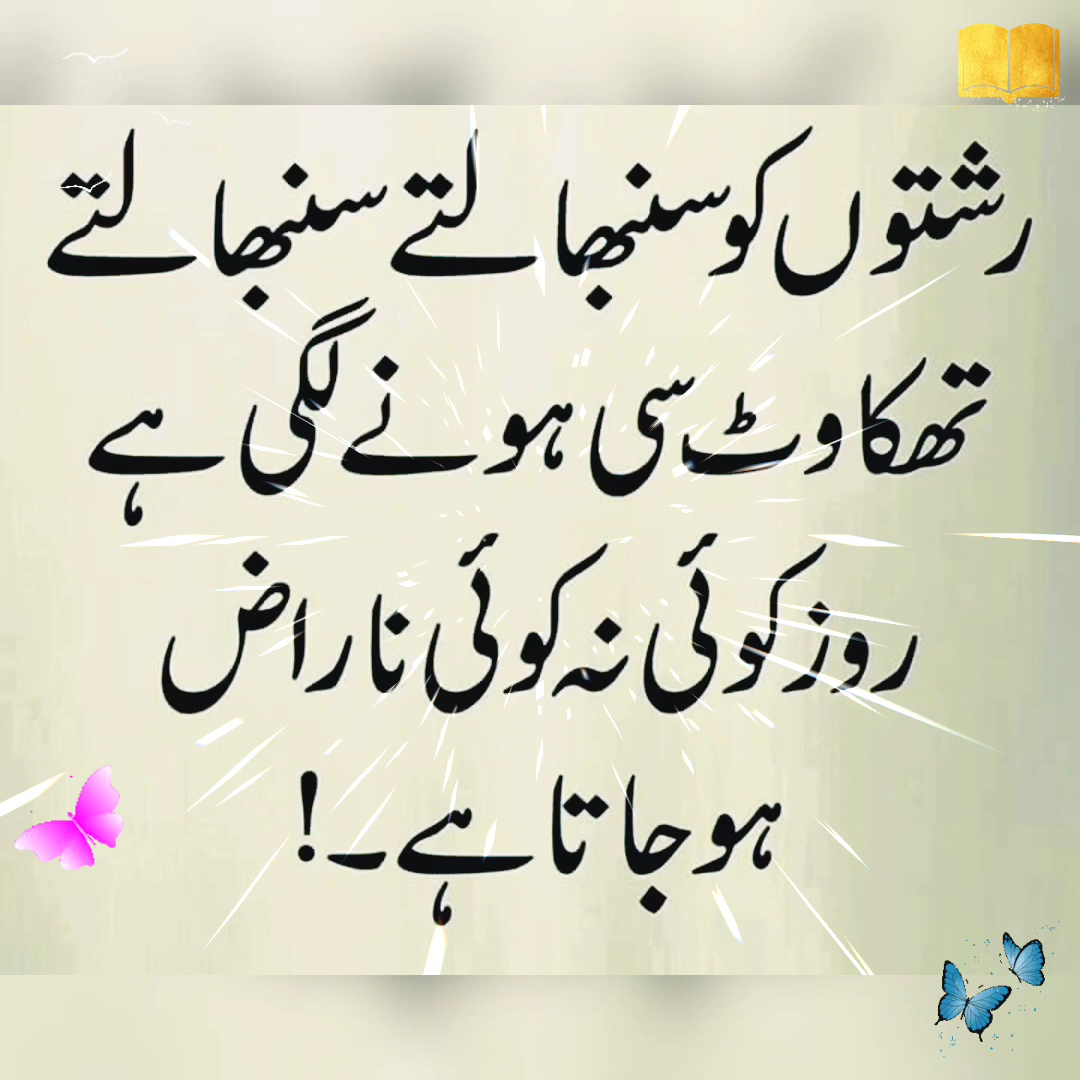 رشتوں کو سنبھالتے سنبھالتے
تھکاوٹ سی ہونے لگی ہے
روز کوئی نہ کوئی ناراض
ہو جاتا ہے۔!